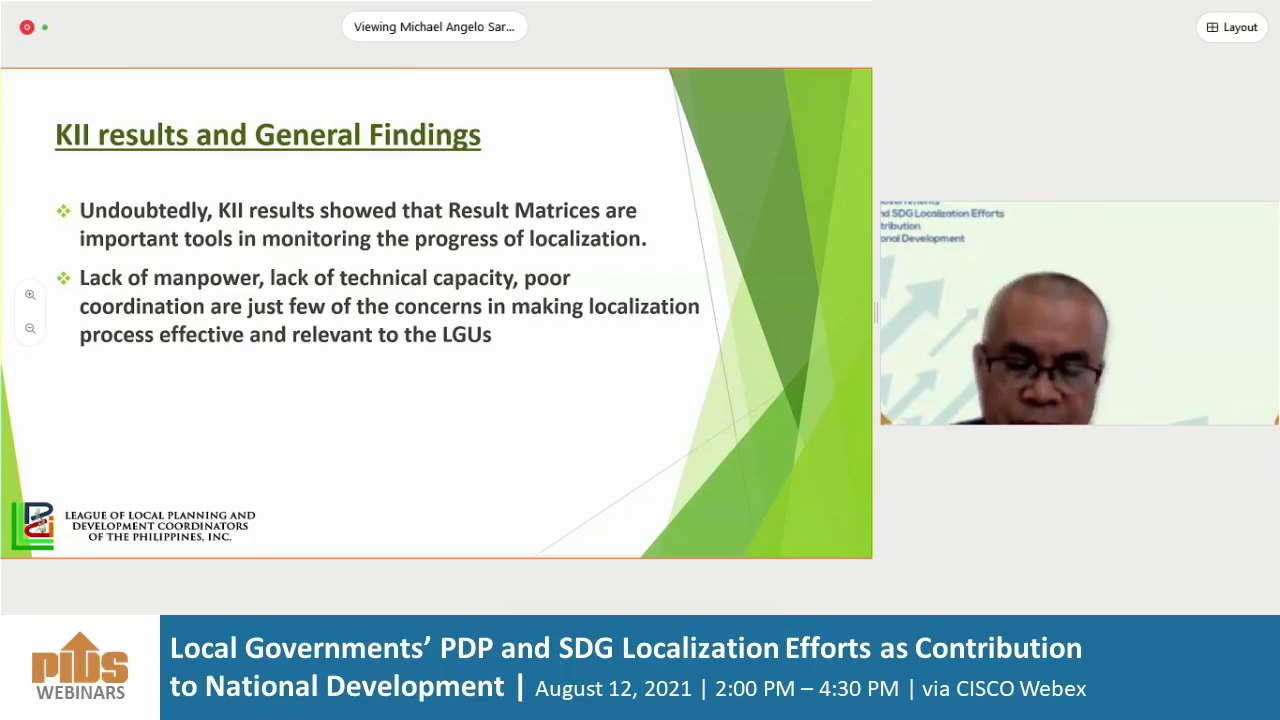 Viewing Michael Angelo Sar...
Layout
KII results and General Findings
Undoubtedly, KII results showed that Result Matrices are
important tools in monitoring the progress of localization.
Lack of manpower, lack of technical capacity, poor
coordination are just few of the concerns in making localization
process effective and relevant to the LGUs
nd SDG Localization Efforts
tribution
onal Development
LEAGUE OF LOCAL PLANNING AND
DEVELOPMENT COORDINATORS
OF THE PHILIPPINES, INC.
PIDS
WEBINARS
Local Governments’ PDP and SDG Localization Efforts as Contribution
to National Development | August 12, 2021 | 2:00 PM – 4:30 PM | via CISCO Webex